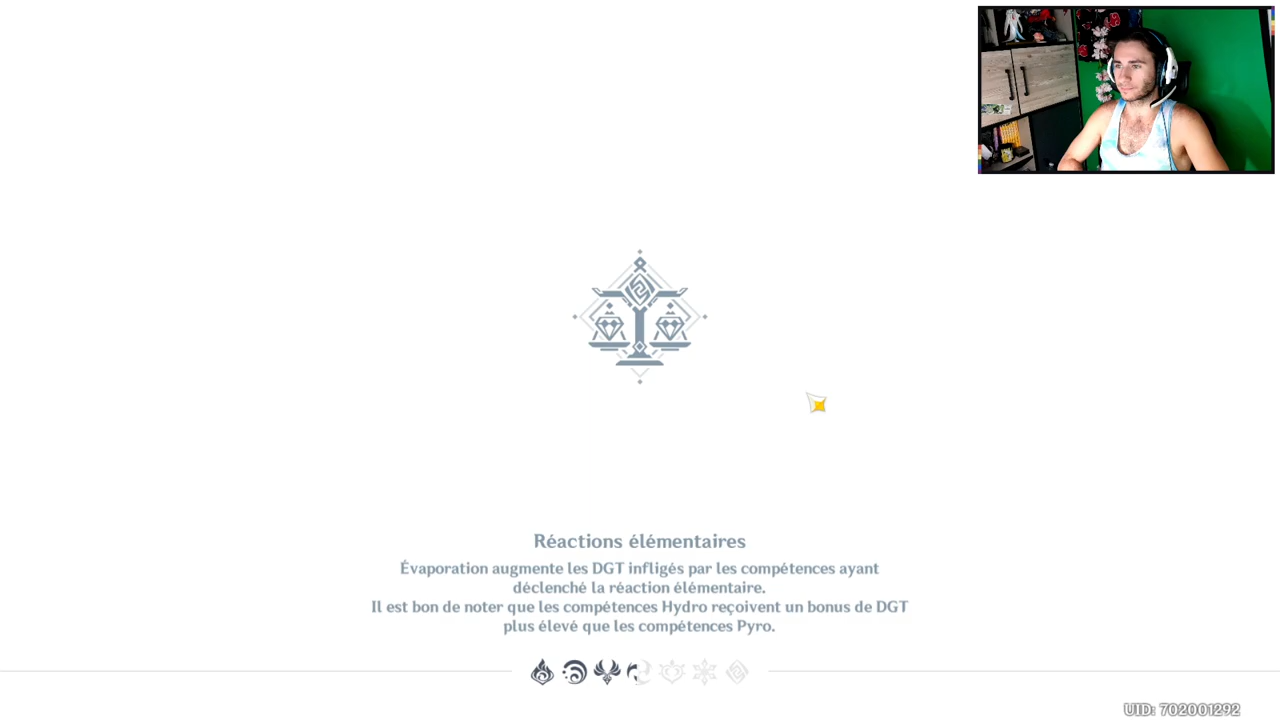 Réactions élémentaires
Évaporation augmente les DGT infligés par les compétences ayant
déclenché la réaction élémentaire.
Il est bon de noter que les compétences Hydro reçoivent un bonus de DGT
plus élevé que les compétences Pyro.
UID: 702001292